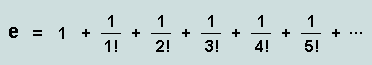 e = 1 + 1/1! + 1/2! + 1/3! + 1/4! + 1/5! + ···